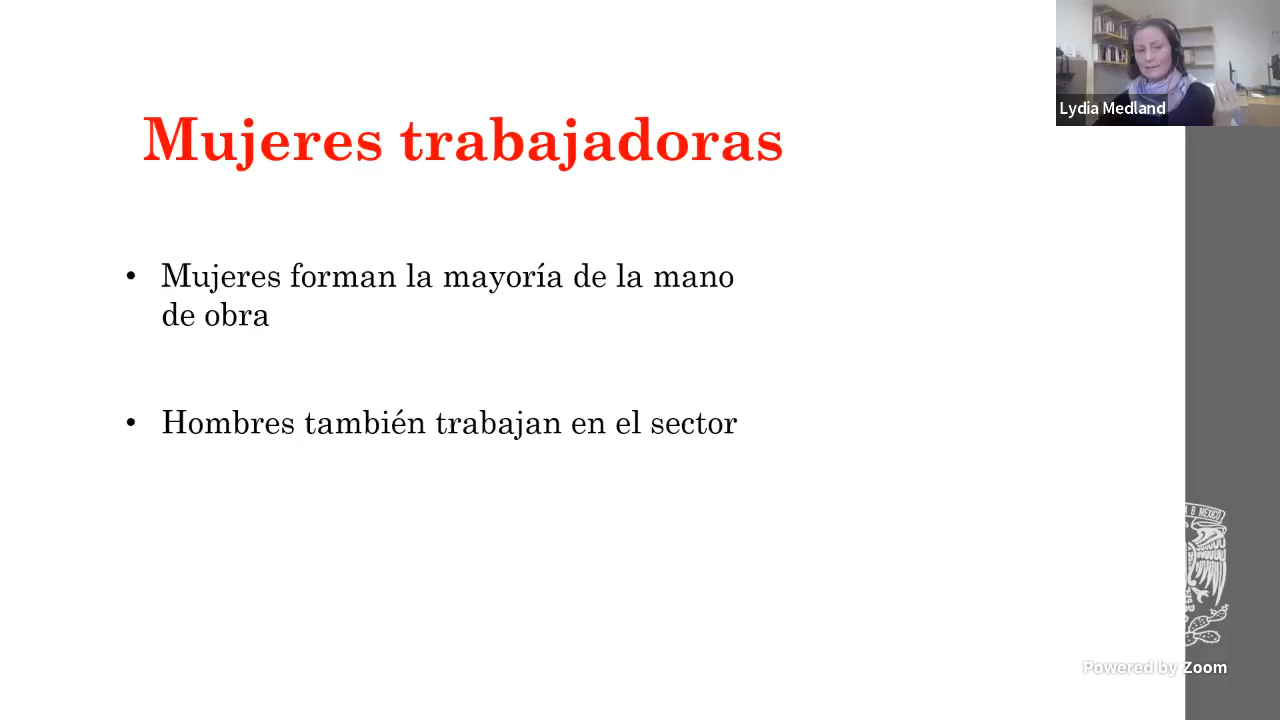 Lydia Medland
Mujeres trabajadoras
• Mujeres forman la mayoría de la mano
de obra
• Hombres también trabajan en el sector
MEXICO
Powered by Zoom